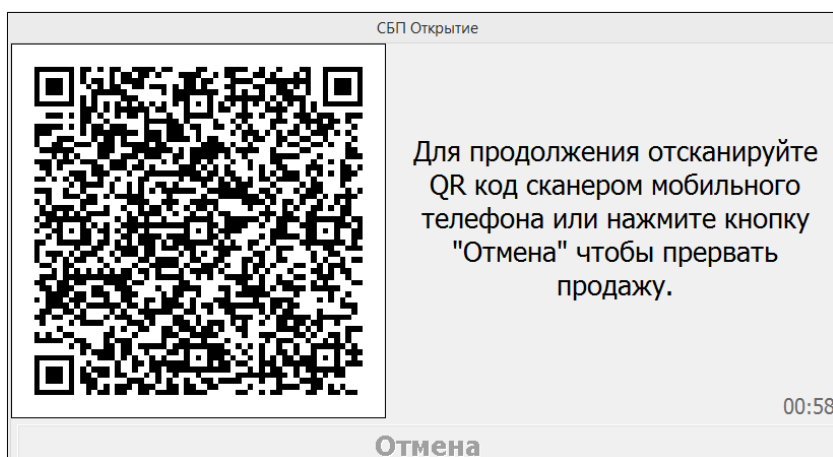 СБП Открытие
Для продолжения отсканируйте
QR код сканером мобильного
телефона или нажмите кнопку
"Отмена" чтобы прервать
продажу.
00:58
Отмена